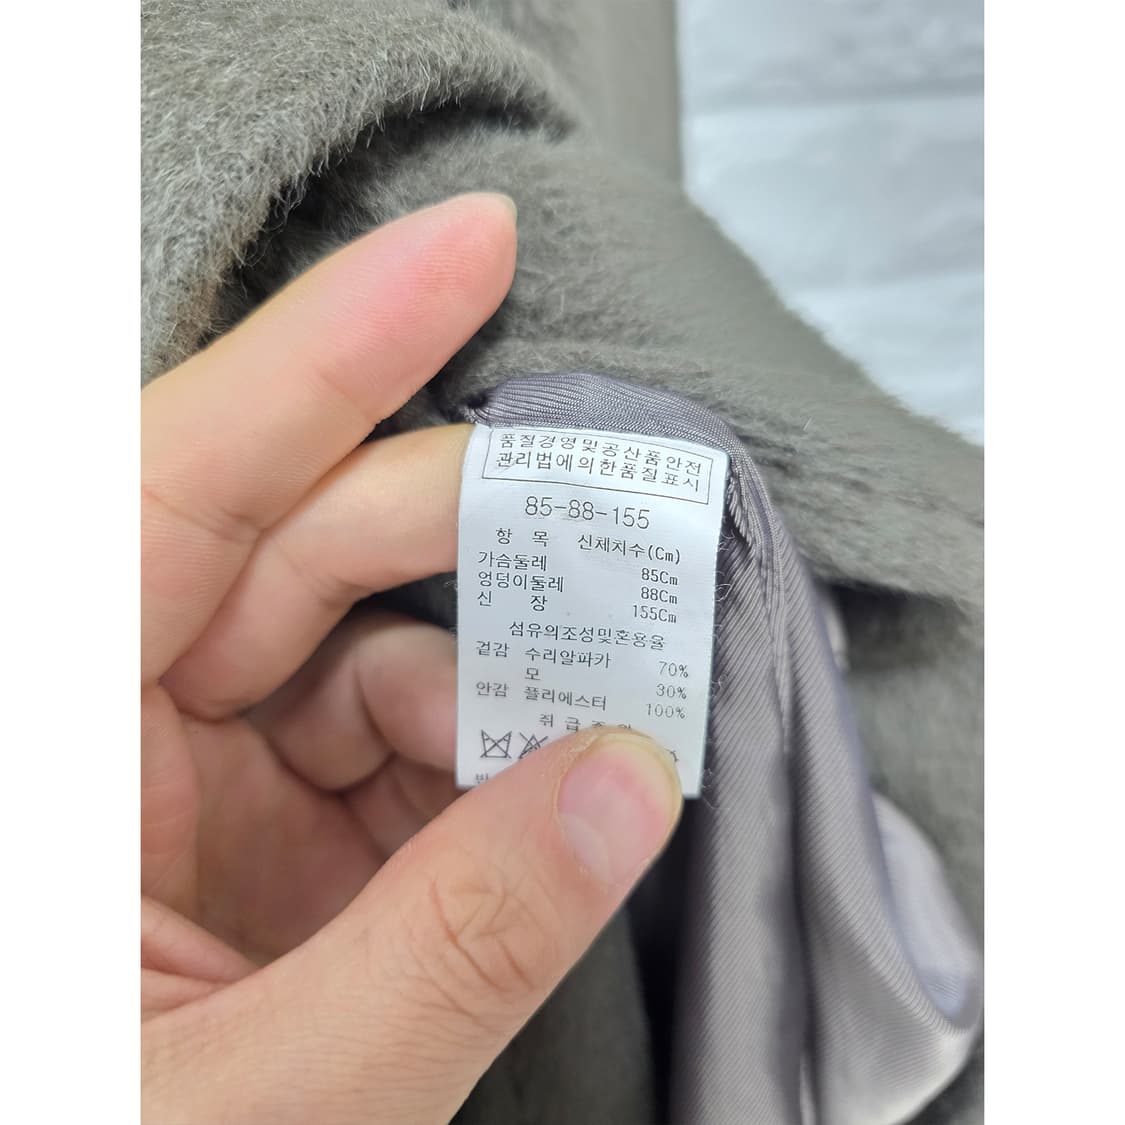 품질경영및공산품안전
관리법에의한품질표시
85-88-155
항 목 신체치수(Cm)
가슴둘레 85Cm
엉덩이둘레 88Cm
신 장 155Cm
섬유의조성및혼용율
겉감 수리알파카 70%
모 30%
안감 폴리에스터 100%
취 급